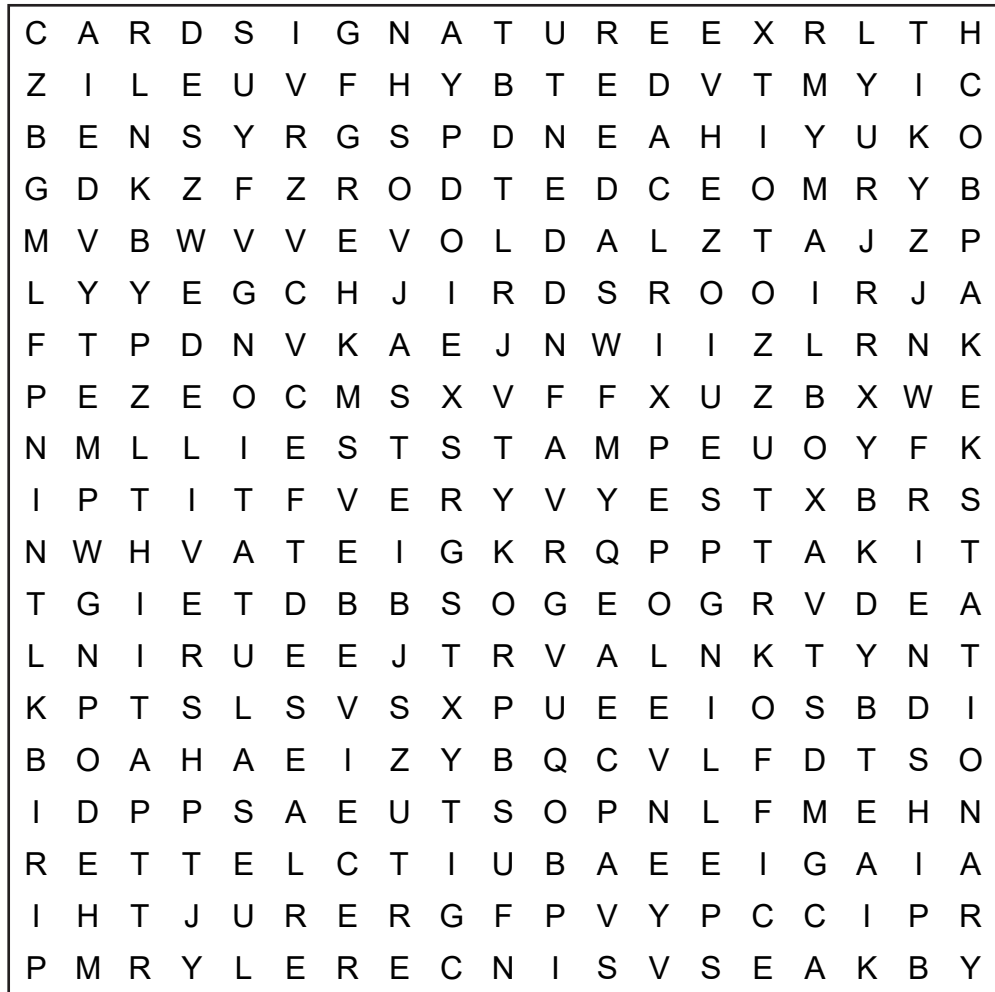 C A R D S I G N A T U R E E X R L T H
Z I L E U V F H Y B T E D V T M Y I C
B E N S Y R G S P D N E A H I Y U K O
G D K Z F Z R O D T E D C E O M R Y B
M V B W V V E V O L D A L Z T A J Z P
L Y Y E G C H J I R D S R O O I R J A
F T P D N V K A E J N W I I Z L R N K
P E Z E O C M S X V F F X U Z B X W E
N M L L I E S T S T A M P E U O Y F K
I P T I T F V E R Y V Y E S T X B R S
N W H V A T E I G K R Q P P T A K I T
T G I E T D B B S O G E O G R V D E A
L N I R U E E J T R V A L N K T Y N T
K P T S L S V S X P U E E I O S B D I
B O A H A E I Z Y B Q C V L F D T S O
I D P P S A E U T S O P N L F M E H N
R E T T E L C T I U B A E E I G A I A
I H T J U R E R G F P V Y P C C I P R
P M R Y L E R E C N I S V S E A K B Y